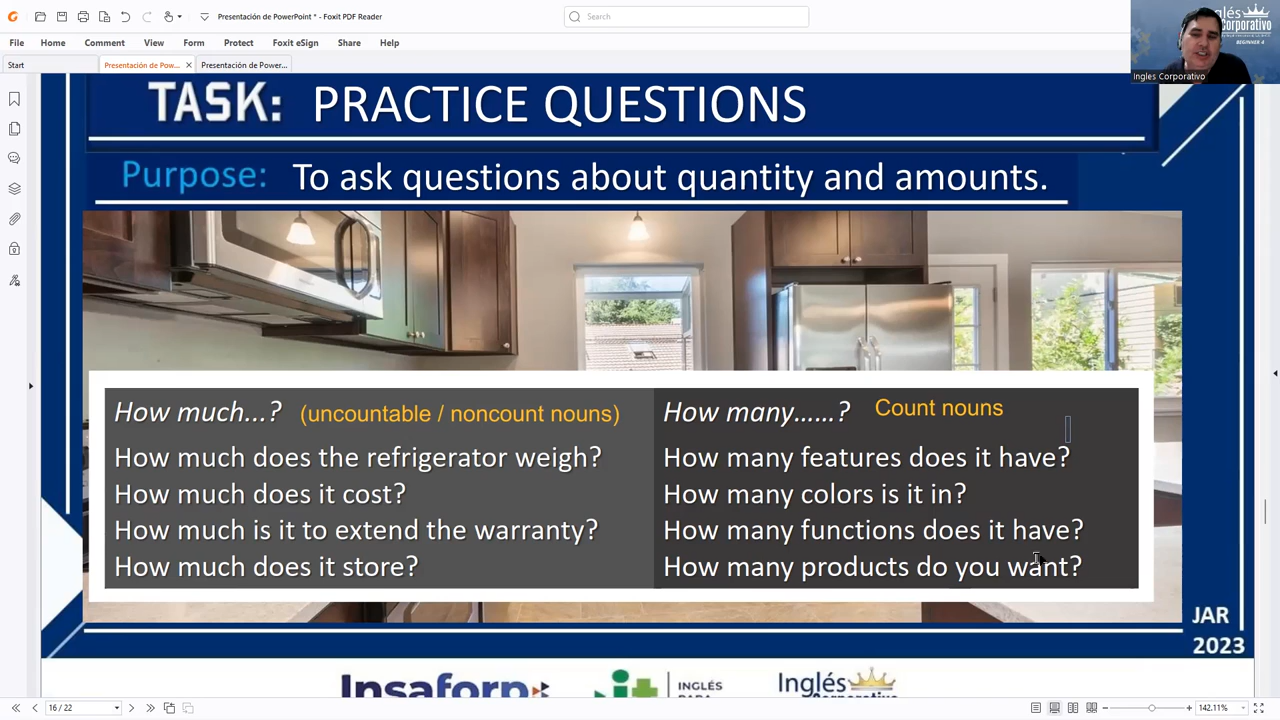 Presentación de PowerPoint * - Foxit PDF Reader
Search
File Home Comment View Form Protect Foxit eSign Share Help
Start
Presentación de Pow...
Presentación de Power...
Corporativo
BEGINNER 4
Ingles Corporativo
TASK: PRACTICE QUESTIONS
Purpose: To ask questions about quantity and amounts.
How much...? (uncountable / noncount nouns)
How much does the refrigerator weigh?
How much does it cost?
How much is it to extend the warranty?
How much does it store?
How many......? Count nouns
How many features does it have?
How many colors is it in?
How many functions does it have?
How many products do you want?
JAR
2023
Insaforp
INGLÉS
Inglés
16 / 22
142.11%